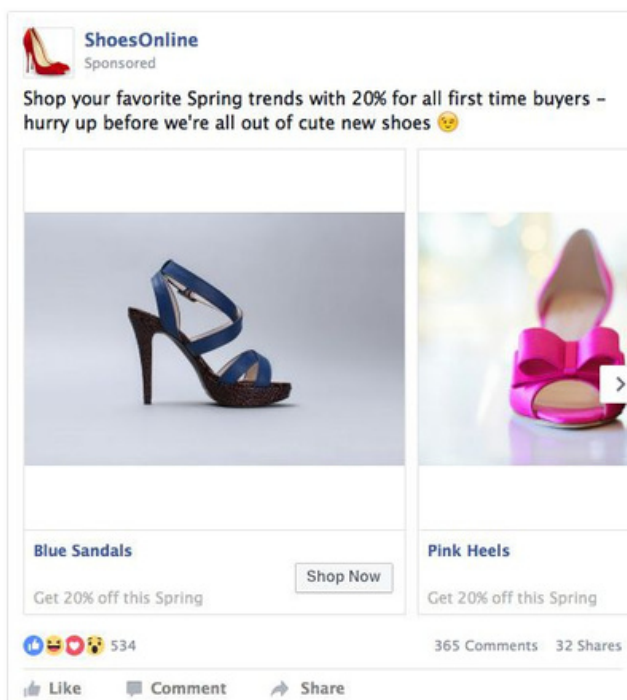 ShoesOnline
Sponsored
Shop your favorite Spring trends with 20% for all first time buyers –
hurry up before we're all out of cute new shoes 😉
Blue Sandals
Shop Now
Get 20% off this Spring
Pink Heels
Get 20% off this Spring
534
365 Comments 32 Shares
Like Comment Share